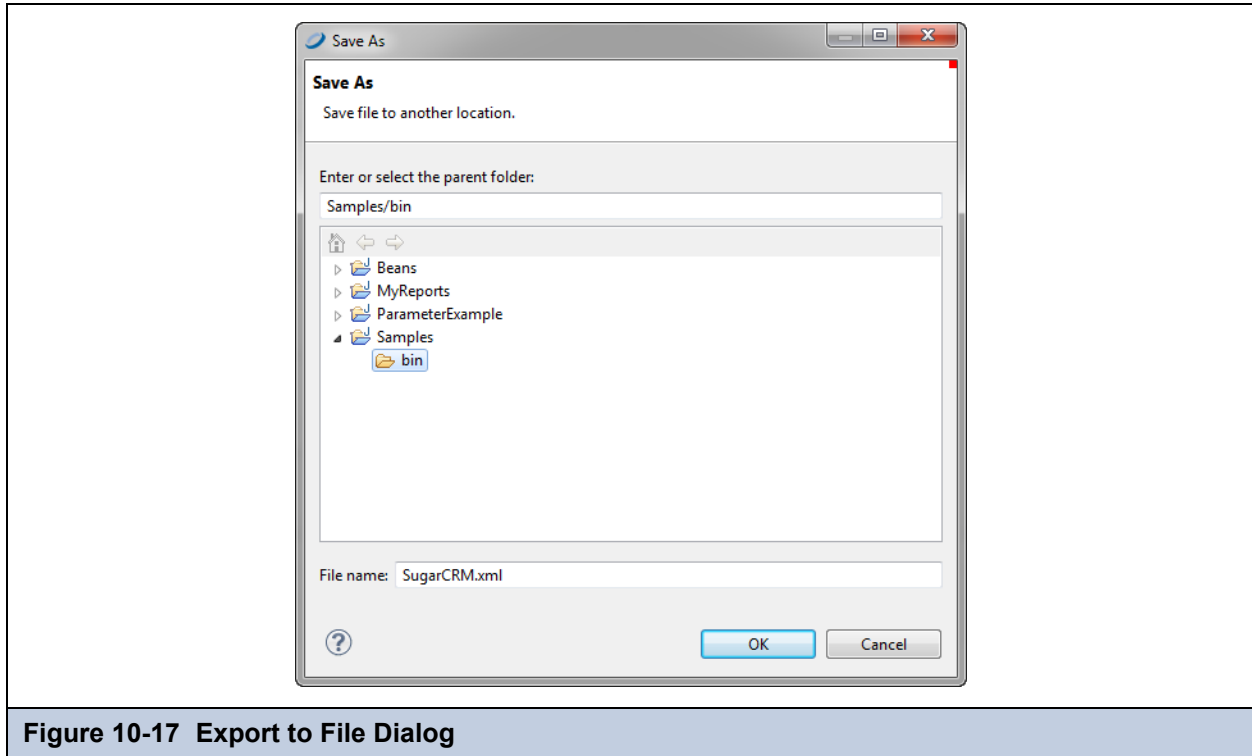 Save As
Save As
Save file to another location.
Enter or select the parent folder:
Samples/bin
Beans
MyReports
ParameterExample
Samples
bin
File name: SugarCRM.xml
OK Cancel
Figure 10-17 Export to File Dialog